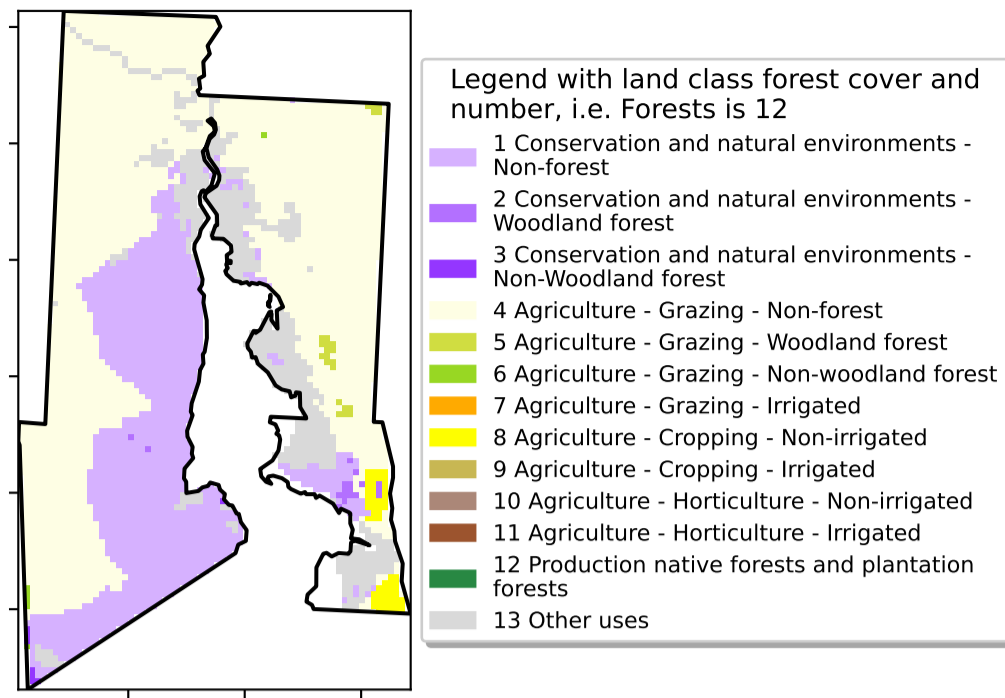 Legend with land class forest cover and
number, i.e. Forests is 12
1 Conservation and natural environments -
Non-forest
2 Conservation and natural environments -
Woodland forest
3 Conservation and natural environments -
Non-Woodland forest
4 Agriculture - Grazing - Non-forest
5 Agriculture - Grazing - Woodland forest
6 Agriculture - Grazing - Non-woodland forest
7 Agriculture - Grazing - Irrigated
8 Agriculture - Cropping - Non-irrigated
9 Agriculture - Cropping - Irrigated
10 Agriculture - Horticulture - Non-irrigated
11 Agriculture - Horticulture - Irrigated
12 Production native forests and plantation
forests
13 Other uses